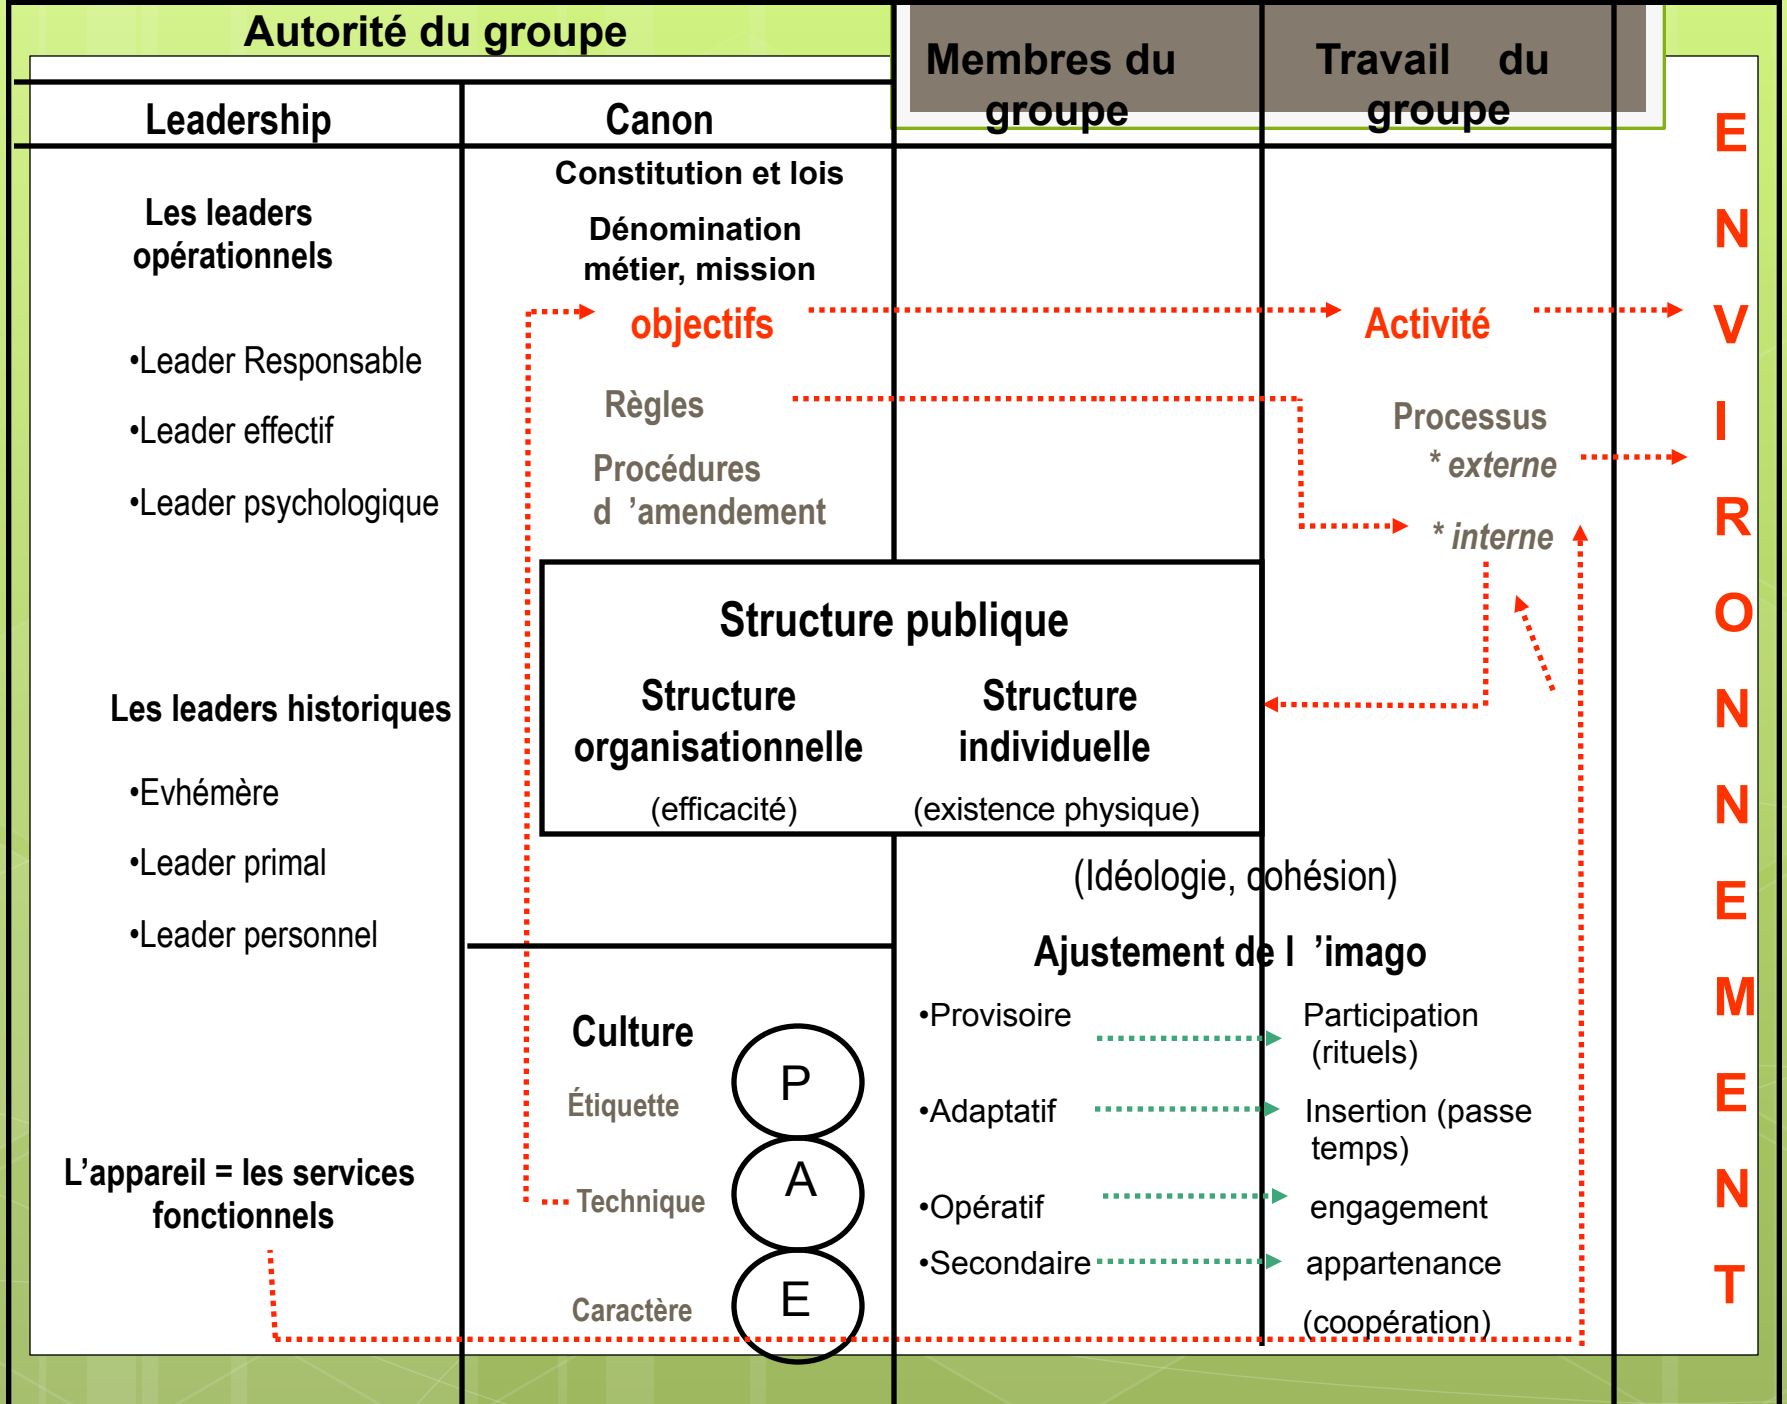 Autorité du groupe
Membres du
groupe
Travail du
groupe
Leadership
Canon
Les leaders
opérationnels
•Leader Responsable
•Leader effectif
•Leader psychologique
Les leaders historiques
•Evhémère
•Leader primal
•Leader personnel
L'appareil = les services
fonctionnels
Constitution et lois
Dénomination
métier, mission
objectifs
Règles
Procédures
d ’amendement
Structure publique
Structure
organisationnelle
(efficacité)
Structure
individuelle
(existence physique)
Culture
Étiquette
Technique
Caractère
P
A
E
(Idéologie, cohésion)
Ajustement de l ’imago
•Provisoire
•Adaptatif
•Opératif
•Secondaire
Activité
Processus
* externe
* interne
Participation
(rituels)
Insertion (passe
temps)
engagement
appartenance
(coopération)
E
N
V
I
R
O
N
N
E
M
E
N
T